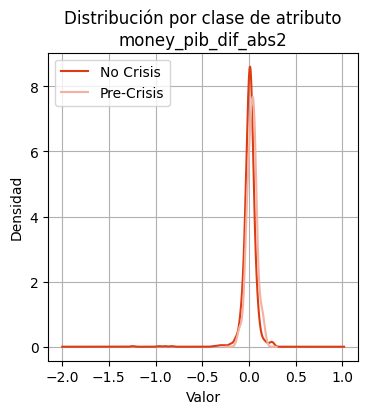 Distribución por clase de atributo
money_pib_dif_abs2
No Crisis
Pre-Crisis
Densidad
8
6
4
2
0
−2.0 −1.5 −1.0 −0.5 0.0 0.5 1.0
Valor